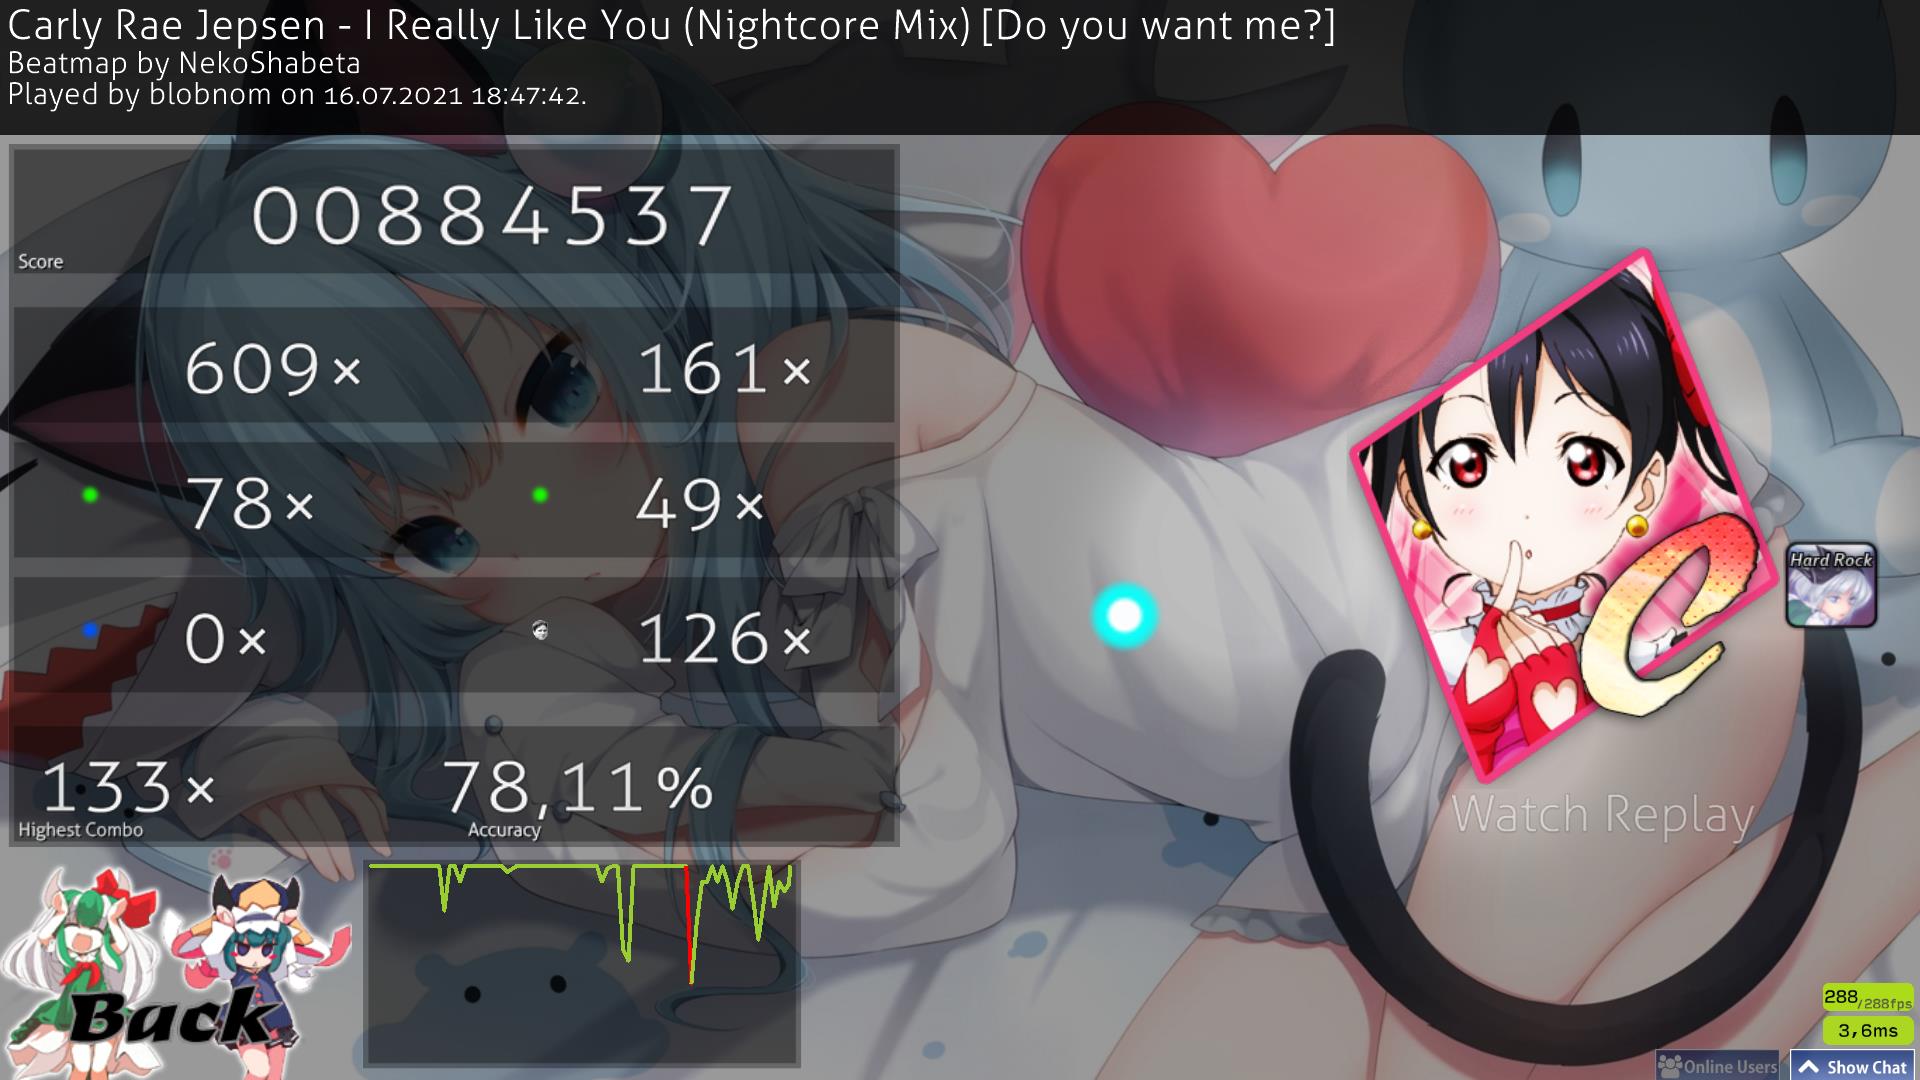 Carly Rae Jepsen - I Really Like You (Nightcore Mix) [Do you want me?]
Beatmap by NekoShabeta
Played by blobnom on 16.07.2021 18:47:42.
00884537
Score
609× 161×
78× 49×
0× 126×
133× 78,11%
Highest Combo Accuracy
C
Hard Rock
Watch Replay
Back
288/288fps
3,6ms
Online Users
Show Chat